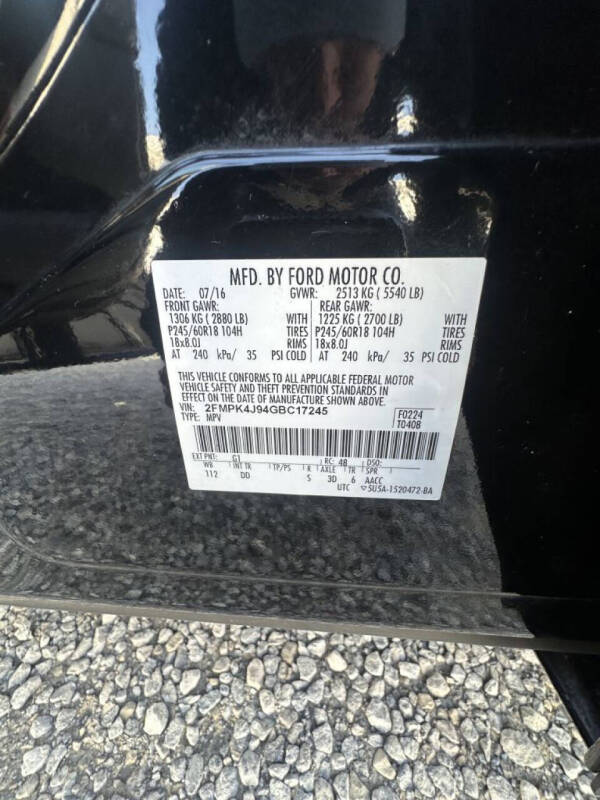 MFD. BY FORD MOTOR CO.
DATE: 07/16 GVWR: 2513 KG ( 5540 LB)
FRONT GAWR: REAR GAWR:
1306 KG ( 2880 LB) WITH 1225 KG ( 2700 LB) WITH
P245/60R18 104H TIRES P245/60R18 104H TIRES
18x8.0J RIMS 18x8.0J RIMS
AT 240 kPa/ 35 PSI COLD AT 240 kPa/ 35 PSI COLD
THIS VEHICLE CONFORMS TO ALL APPLICABLE FEDERAL MOTOR
VEHICLE SAFETY AND THEFT PREVENTION STANDARDS IN
EFFECT ON THE DATE OF MANUFACTURE SHOWN ABOVE.
VIN: 2FMPK4J94GBC17245 F0224
TYPE: MPV T0408
EXT PNT: G1 RC: 48 DSO:
WB INT TR TP/PS R AXLE TR SPR
112 DD S 3D 6 AACC
UTC 5U5A-1520472-BA